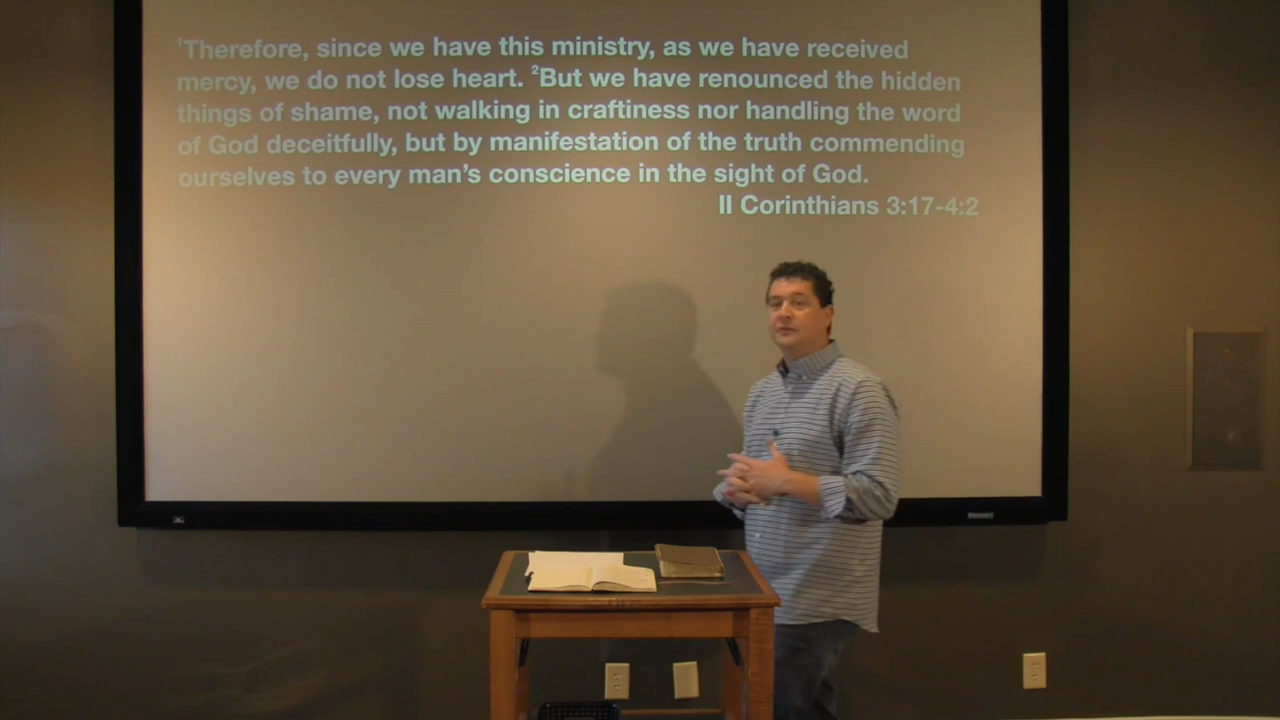 ¹Therefore, since we have this ministry, as we have received
mercy, we do not lose heart. ²But we have renounced the hidden
things of shame, not walking in craftiness nor handling the word
of God deceitfully, but by manifestation of the truth commending
ourselves to every man's conscience in the sight of God.
II Corinthians 3:17-4:2